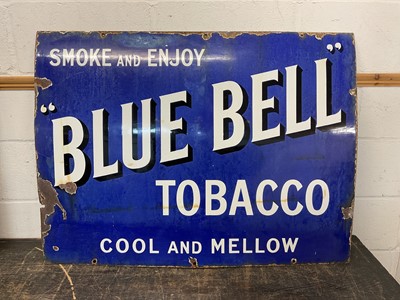 SMOKE AND ENJOY
"BLUE BELL"
TOBACCO
COOL AND MELLOW